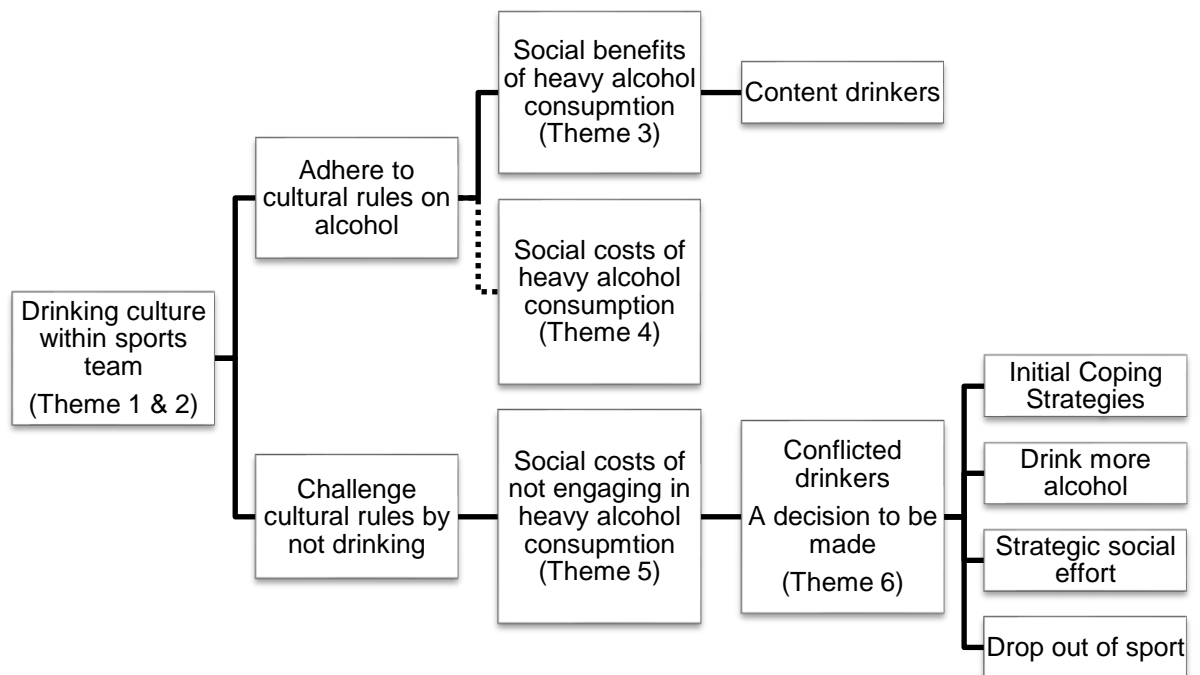 Drinking culture
within sports
team
(Theme 1 & 2)
Adhere to
cultural rules on
alcohol
Challenge
cultural rules by
not drinking
Social benefits
of heavy alcohol
consupmtion
(Theme 3)
Social costs of
heavy alcohol
consumption
(Theme 4)
Social costs of
not engaging in
heavy alcohol
consupmtion
(Theme 5)
Content drinkers
Conflicted
drinkers
A decision to be
made
(Theme 6)
Initial Coping
Strategies
Drink more
alcohol
Strategic social
effort
Drop out of sport